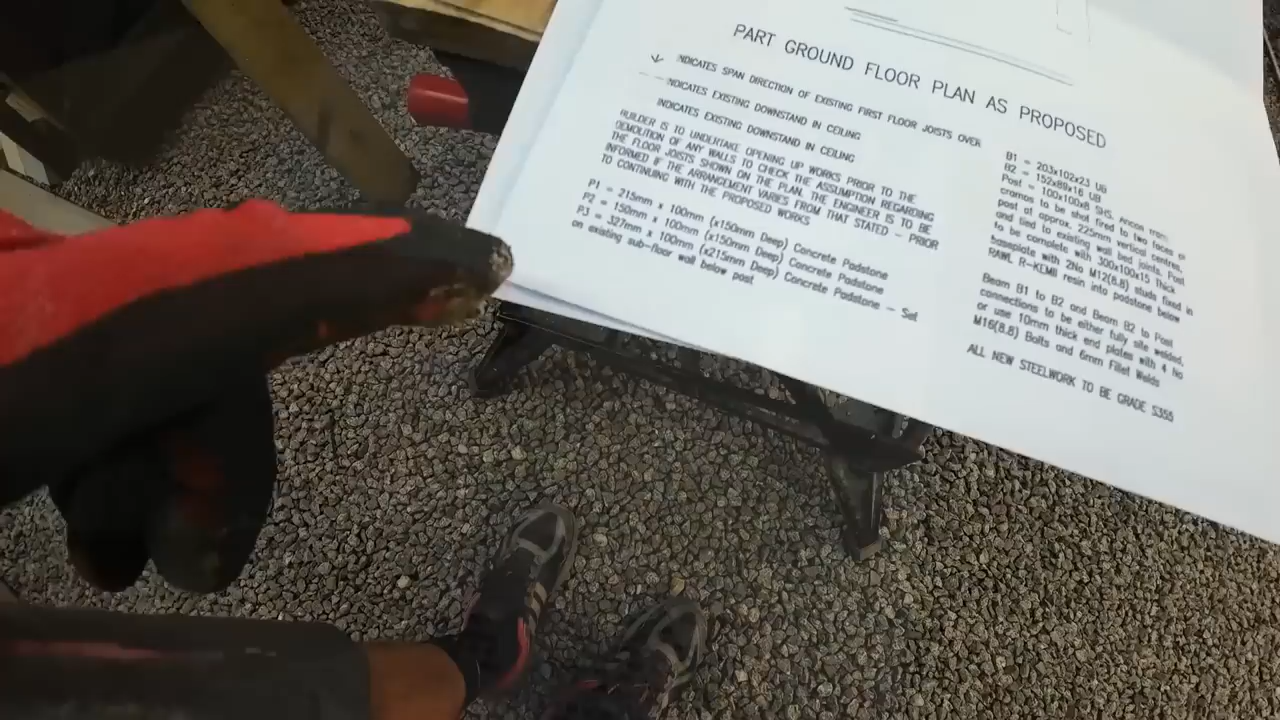 PART GROUND FLOOR PLAN AS PROPOSED
INDICATES SPAN DIRECTION OF EXISTING FIRST FLOOR JOISTS OVER
INDICATES EXISTING DOWNSTAND IN CEILING
INDICATES EXISTING DOWNSTAND IN CEILING
BUILDER IS TO UNDERTAKE OPENING UP WORKS PRIOR TO THE
DEMOLITION OF ANY WALLS TO CHECK THE ASSUMPTION REGARDING
THE FLOOR JOISTS SHOWN ON THE PLAN. THE ENGINEER IS TO BE
INFORMED IF THE ARRANGEMENT VARIES FROM THAT STATED - PRIOR
TO CONTINUING WITH THE PROPOSED WORKS
P1 = 215mm x 100mm (x150mm Deep) Concrete Padstone
P2 = 150mm x 100mm (x150mm Deep) Concrete Padstone
P3 = 327mm x 100mm (x215mm Deep) Concrete Padstone - Set
on existing sub-floor wall below post
B1 = 203x102x23 UB
B2 = 152x89x16 UB
Post = 100x100x8 SHS.
to be shot fired to two faces of
post at approx. 225mm vertical centres,
and tied to existing wall bed joints. Post
to be complete with 300x100x15 Thick
baseplate with 2No M12(8.8) studs fixed in
RAWL R-KEMII resin into padstone below
Beam B1 to B2 and Beam B2 to Post
connections to be either fully site welded,
or use 10mm thick end plates with 4 No
M16(8.8) Bolts and 6mm Fillet Welds
ALL NEW STEELWORK TO BE GRADE S355